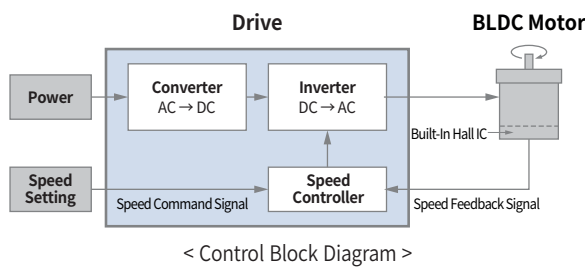 Drive
BLDC Motor
Power
Converter
AC → DC
Inverter
DC → AC
Built-In Hall IC
Speed
Setting
Speed Command Signal
Speed
Controller
Speed Feedback Signal
< Control Block Diagram >